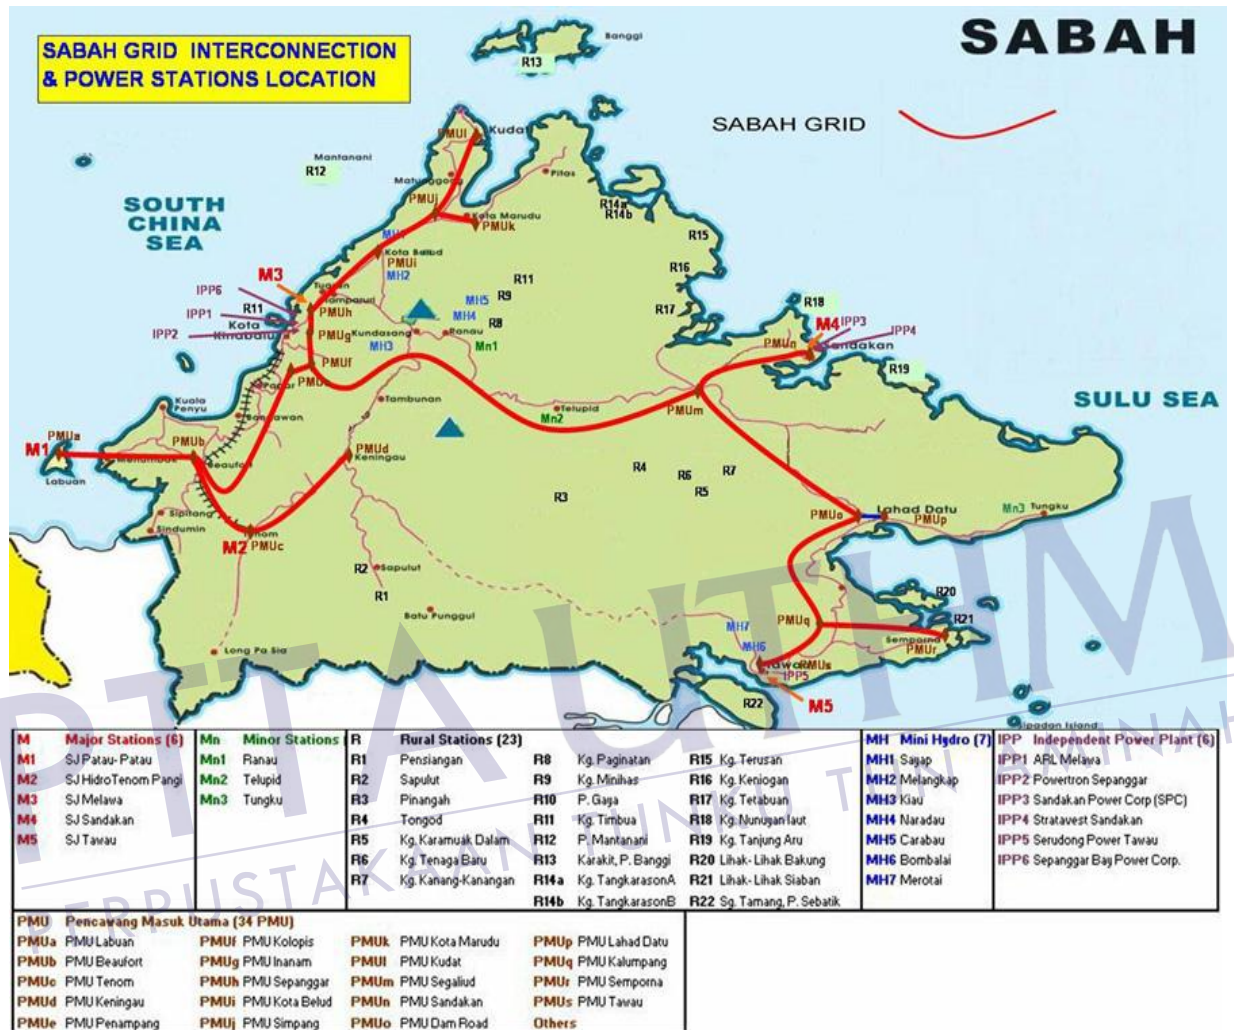 SABAH GRID INTERCONNECTION
& POWER STATIONS LOCATION
SABAH
SABAH GRID
Banggi
R13
PMUl
Kudat
Mantanani
R12
Matunggong
Pitas
SOUTH
CHINA
SEA
PMUj
Kota Marudu
PMUk
R14a
R14b
R15
MH1
Kota Belud
PMUi
MH2
R16
M3
IPP6
IPP1
IPP2
R11
Kota
Kinabalu
Tuaran
Tamparuli
PMUh
PMUg
PMUf
R11
R9
R8
MH5
MH4
MH3
Kundasang
Ranau
Mn1
R17
R18
M4
IPP3
IPP4
PMUn
Sandakan
R19
SULU SEA
Papar
Kuala
Penyu
Tambunan
Telupid
Mn2
PMUm
PMUa
M1
Labuan
Menumbok
PMUb
Beaufort
PMUd
Keningau
R4
R6
R7
R5
R3
Sipitang
Sindumin
Tenom
M2
PMUc
PMUo
Lahad Datu
PMUp
Mn3
Tungku
R2
Sapulut
R1
Batu Punggul
R20
R21
MH7
MH6
PMUq
Semporna
PMUr
Long Pa Sia
Tawau
PMUs
IPP5
M5
R22
Sipadan Island
PTTA UTHM
PERPUSTAKAAN TUNKU TUN AMINAH
M Major Stations (6)
M1 SJ Patau-Patau
M2 SJ Hidro Tenom Pangi
M3 SJ Melawa
M4 SJ Sandakan
M5 SJ Tawau
Mn Minor Stations
Mn1 Ranau
Mn2 Telupid
Mn3 Tungku
R Rural Stations (23)
R1 Pensiangan
R2 Sapulut
R3 Pinangah
R4 Tongod
R5 Kg. Karamuak Dalam
R6 Kg. Tenaga Baru
R7 Kg. Kanang-Kanangan
R8 Kg. Paginatan
R9 Kg. Minihas
R10 P. Gaya
R11 Kg. Timbua
R12 P. Mantanani
R13 Karakit, P. Banggi
R14a Kg. TangkarasonA
R14b Kg. TangkarasonB
R15 Kg. Terusan
R16 Kg. Keniogan
R17 Kg. Tetabuan
R18 Kg. Nunuyan laut
R19 Kg. Tanjung Aru
R20 Lihak- Lihak Bakung
R21 Lihak- Lihak Siaban
R22 Sg. Tamang, P. Sebatik
MH Mini Hydro (7)
MH1 Sayap
MH2 Melangkap
MH3 Kiau
MH4 Naradau
MH5 Carabau
MH6 Bombalai
MH7 Merotai
IPP Independent Power Plant (6)
IPP1 ARL Melawa
IPP2 Powertron Sepanggar
IPP3 Sandakan Power Corp (SPC)
IPP4 Stratavest Sandakan
IPP5 Serudong Power Tawau
IPP6 Sepanggar Bay Power Corp.
PMU Pencawang Masuk Utama (34 PMU)
PMUa PMU Labuan
PMUb PMU Beaufort
PMUc PMU Tenom
PMUd PMU Keningau
PMUe PMU Penampang
PMUf PMU Kolopis
PMUg PMU Inanam
PMUh PMU Sepanggar
PMUi PMU Kota Belud
PMUj PMU Simpang
PMUk PMU Kota Marudu
PMUl PMU Kudat
PMUm PMU Segaliud
PMUn PMU Sandakan
PMUo PMU Dam Road
PMUp PMU Lahad Datu
PMUq PMU Kalumpang
PMUr PMU Semporna
PMUs PMU Tawau
Others